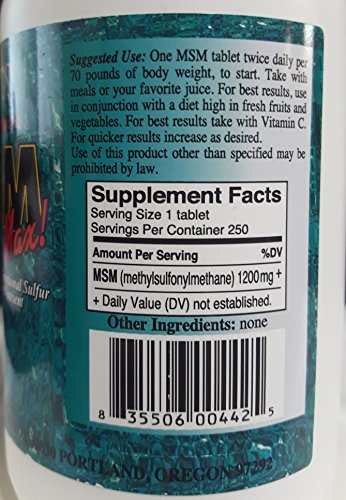 Suggested Use: One MSM tablet twice daily per
70 pounds of body weight, to start. Take with
meals or your favorite juice. For best results, use
in conjunction with a diet high in fresh fruits and
vegetables. For best results take with Vitamin C.
For quicker results increase as desired.
Use of this product other than specified may be
prohibited by law.
M
Max!
Sulfur
Supplement Facts
Serving Size 1 tablet
Servings Per Container 250
Amount Per Serving %DV
MSM (methylsulfonylmethane) 1200mg +
+ Daily Value (DV) not established.
Other Ingredients: none
8 35506 00442 5
PORTLAND, OREGON 97292